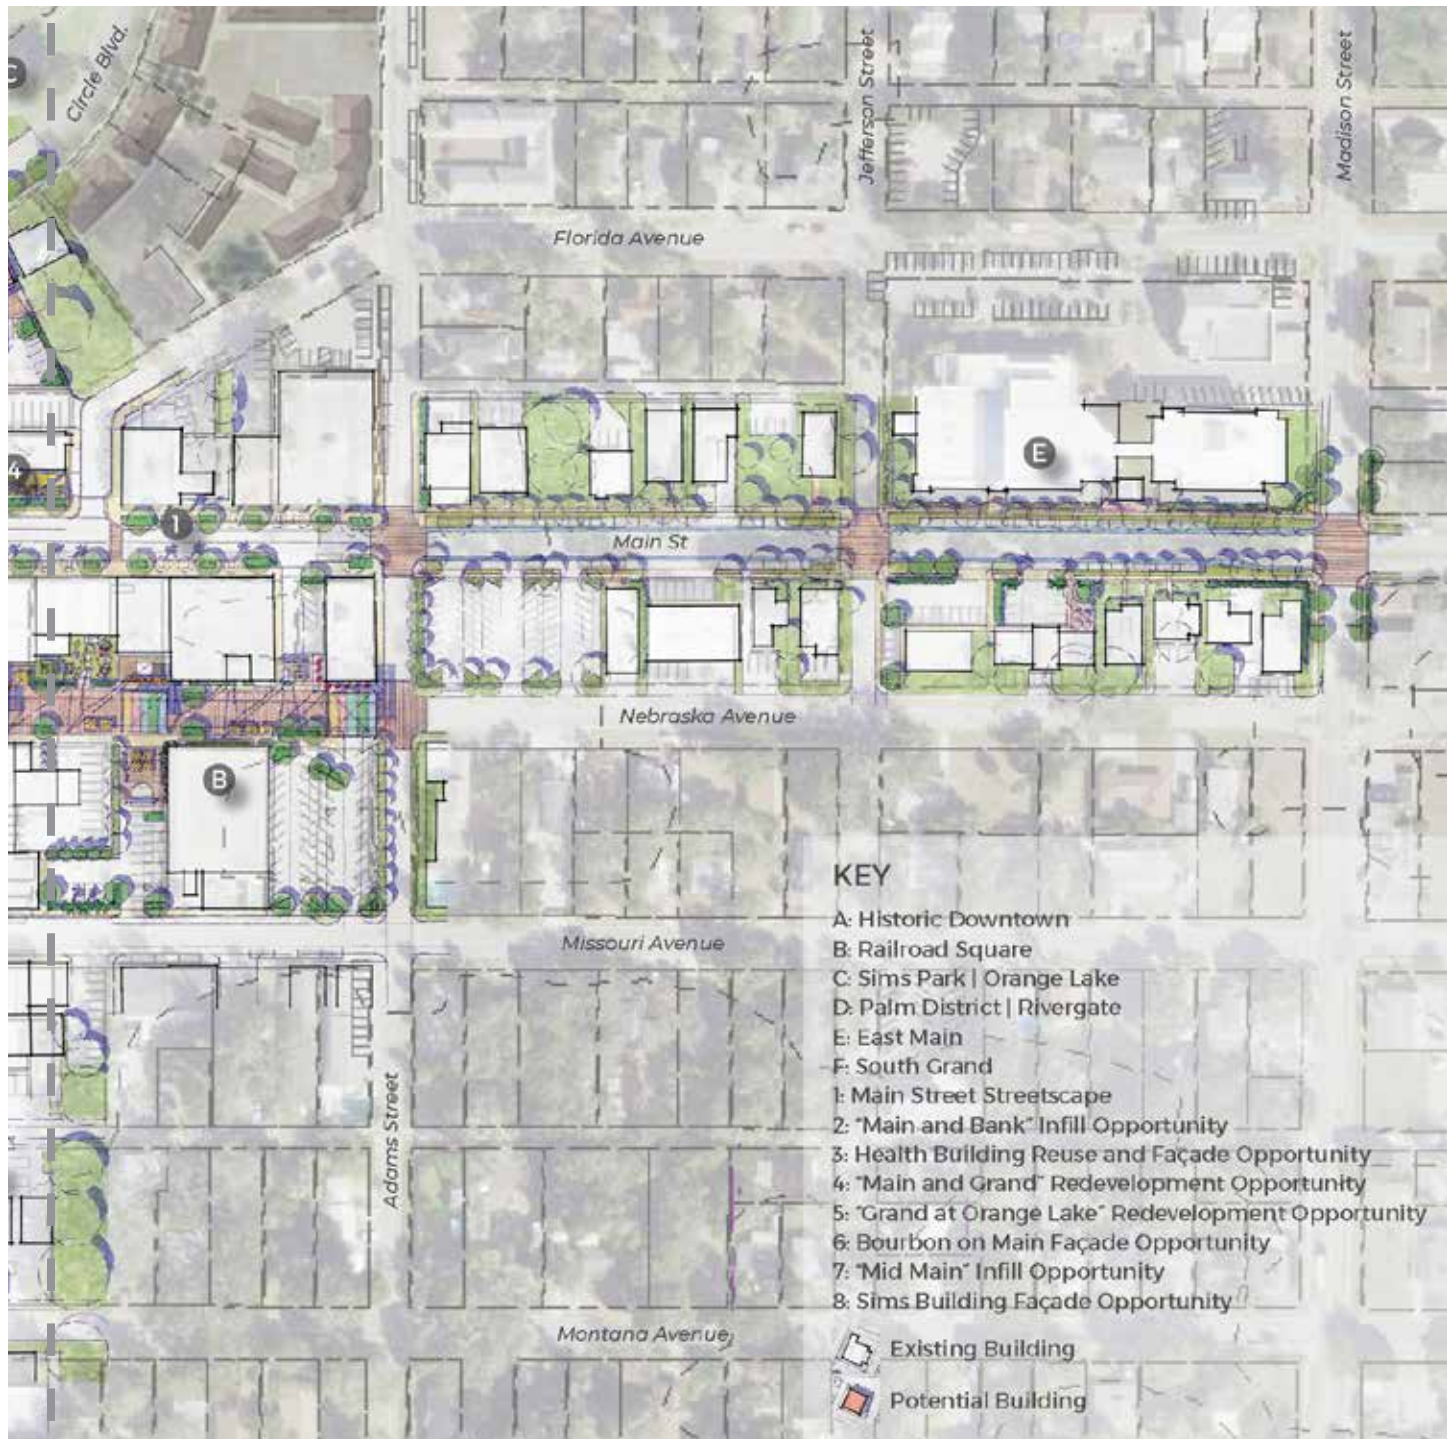 Circle Blvd.
Jefferson Street
Madison Street
C
Florida Avenue
4
E
1
Main St
Nebraska Avenue
B
Missouri Avenue
Adams Street
Montana Avenue
KEY
A: Historic Downtown
B: Railroad Square
C: Sims Park | Orange Lake
D: Palm District | Rivergate
E: East Main
F: South Grand
1: Main Street Streetscape
2: "Main and Bank" Infill Opportunity
3: Health Building Reuse and Façade Opportunity
4: "Main and Grand" Redevelopment Opportunity
5: "Grand at Orange Lake" Redevelopment Opportunity
6: Bourbon on Main Façade Opportunity
7: "Mid Main" Infill Opportunity
8: Sims Building Façade Opportunity
Existing Building
Potential Building